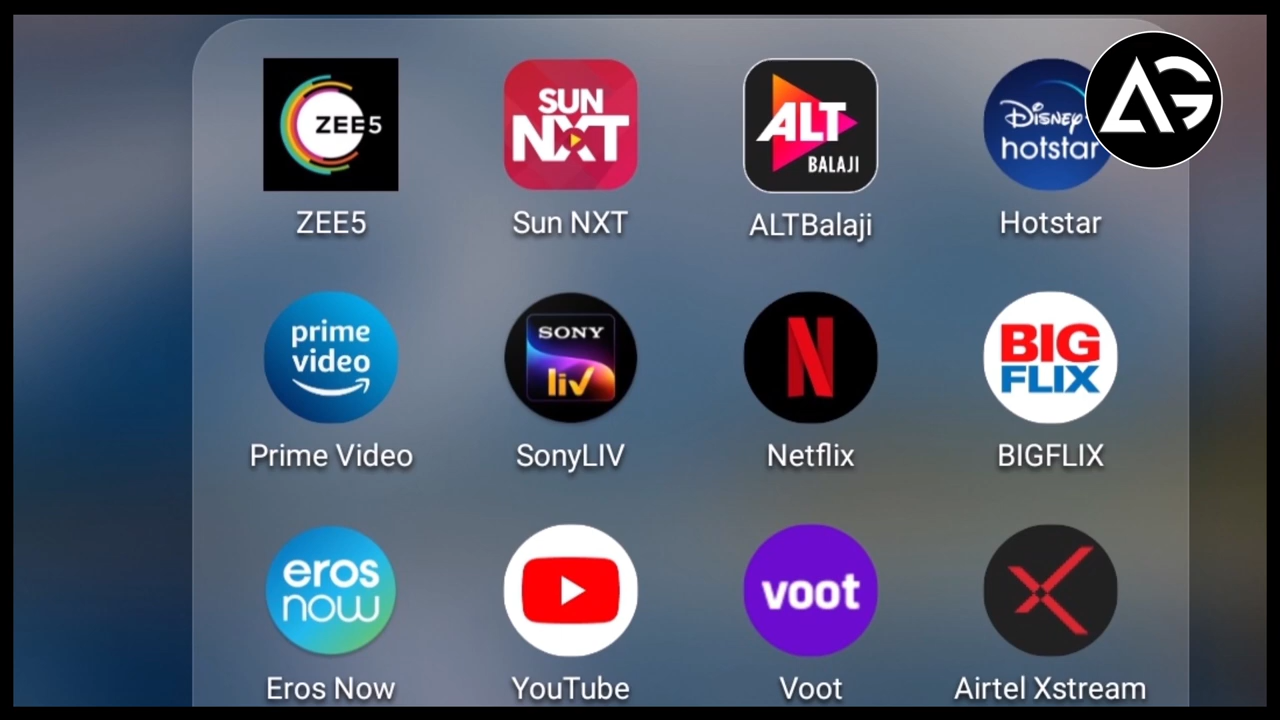 ZEE5
SUN
NXT
ALT
BALAJI
Disney+
hotstar
AG
ZEE5
Sun NXT
ALTBalaji
Hotstar
prime
video
SONY
liv
N
BIG
FLIX
Prime Video
SonyLIV
Netflix
BIGFLIX
eros
now
voot
X
Eros Now
YouTube
Voot
Airtel Xstream